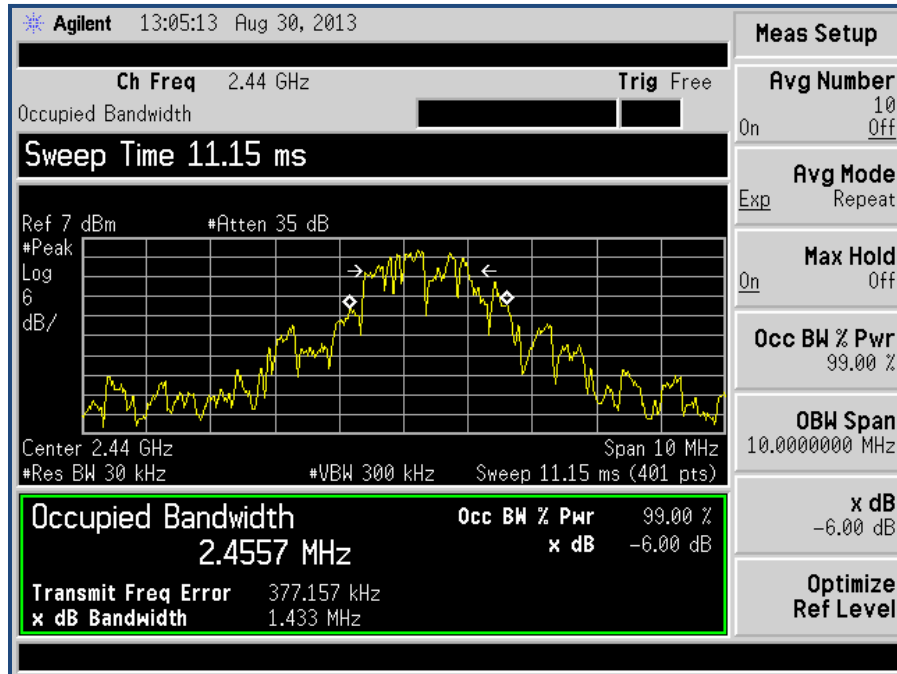 Agilent 13:05:13 Aug 30, 2013
Meas Setup
Ch Freq 2.44 GHz Trig Free
Occupied Bandwidth
Avg Number
10
On Off
Sweep Time 11.15 ms
Avg Mode
Exp Repeat
Ref 7 dBm #Atten 35 dB
#Peak
Log
6
dB/
Max Hold
On Off
Occ BW % Pwr
99.00 %
OBW Span
10.0000000 MHz
Center 2.44 GHz Span 10 MHz
#Res BW 30 kHz #VBW 300 kHz Sweep 11.15 ms (401 pts)
x dB
-6.00 dB
Occupied Bandwidth Occ BW % Pwr 99.00 %
2.4557 MHz x dB -6.00 dB
Transmit Freq Error 377.157 kHz
x dB Bandwidth 1.433 MHz
Optimize
Ref Level